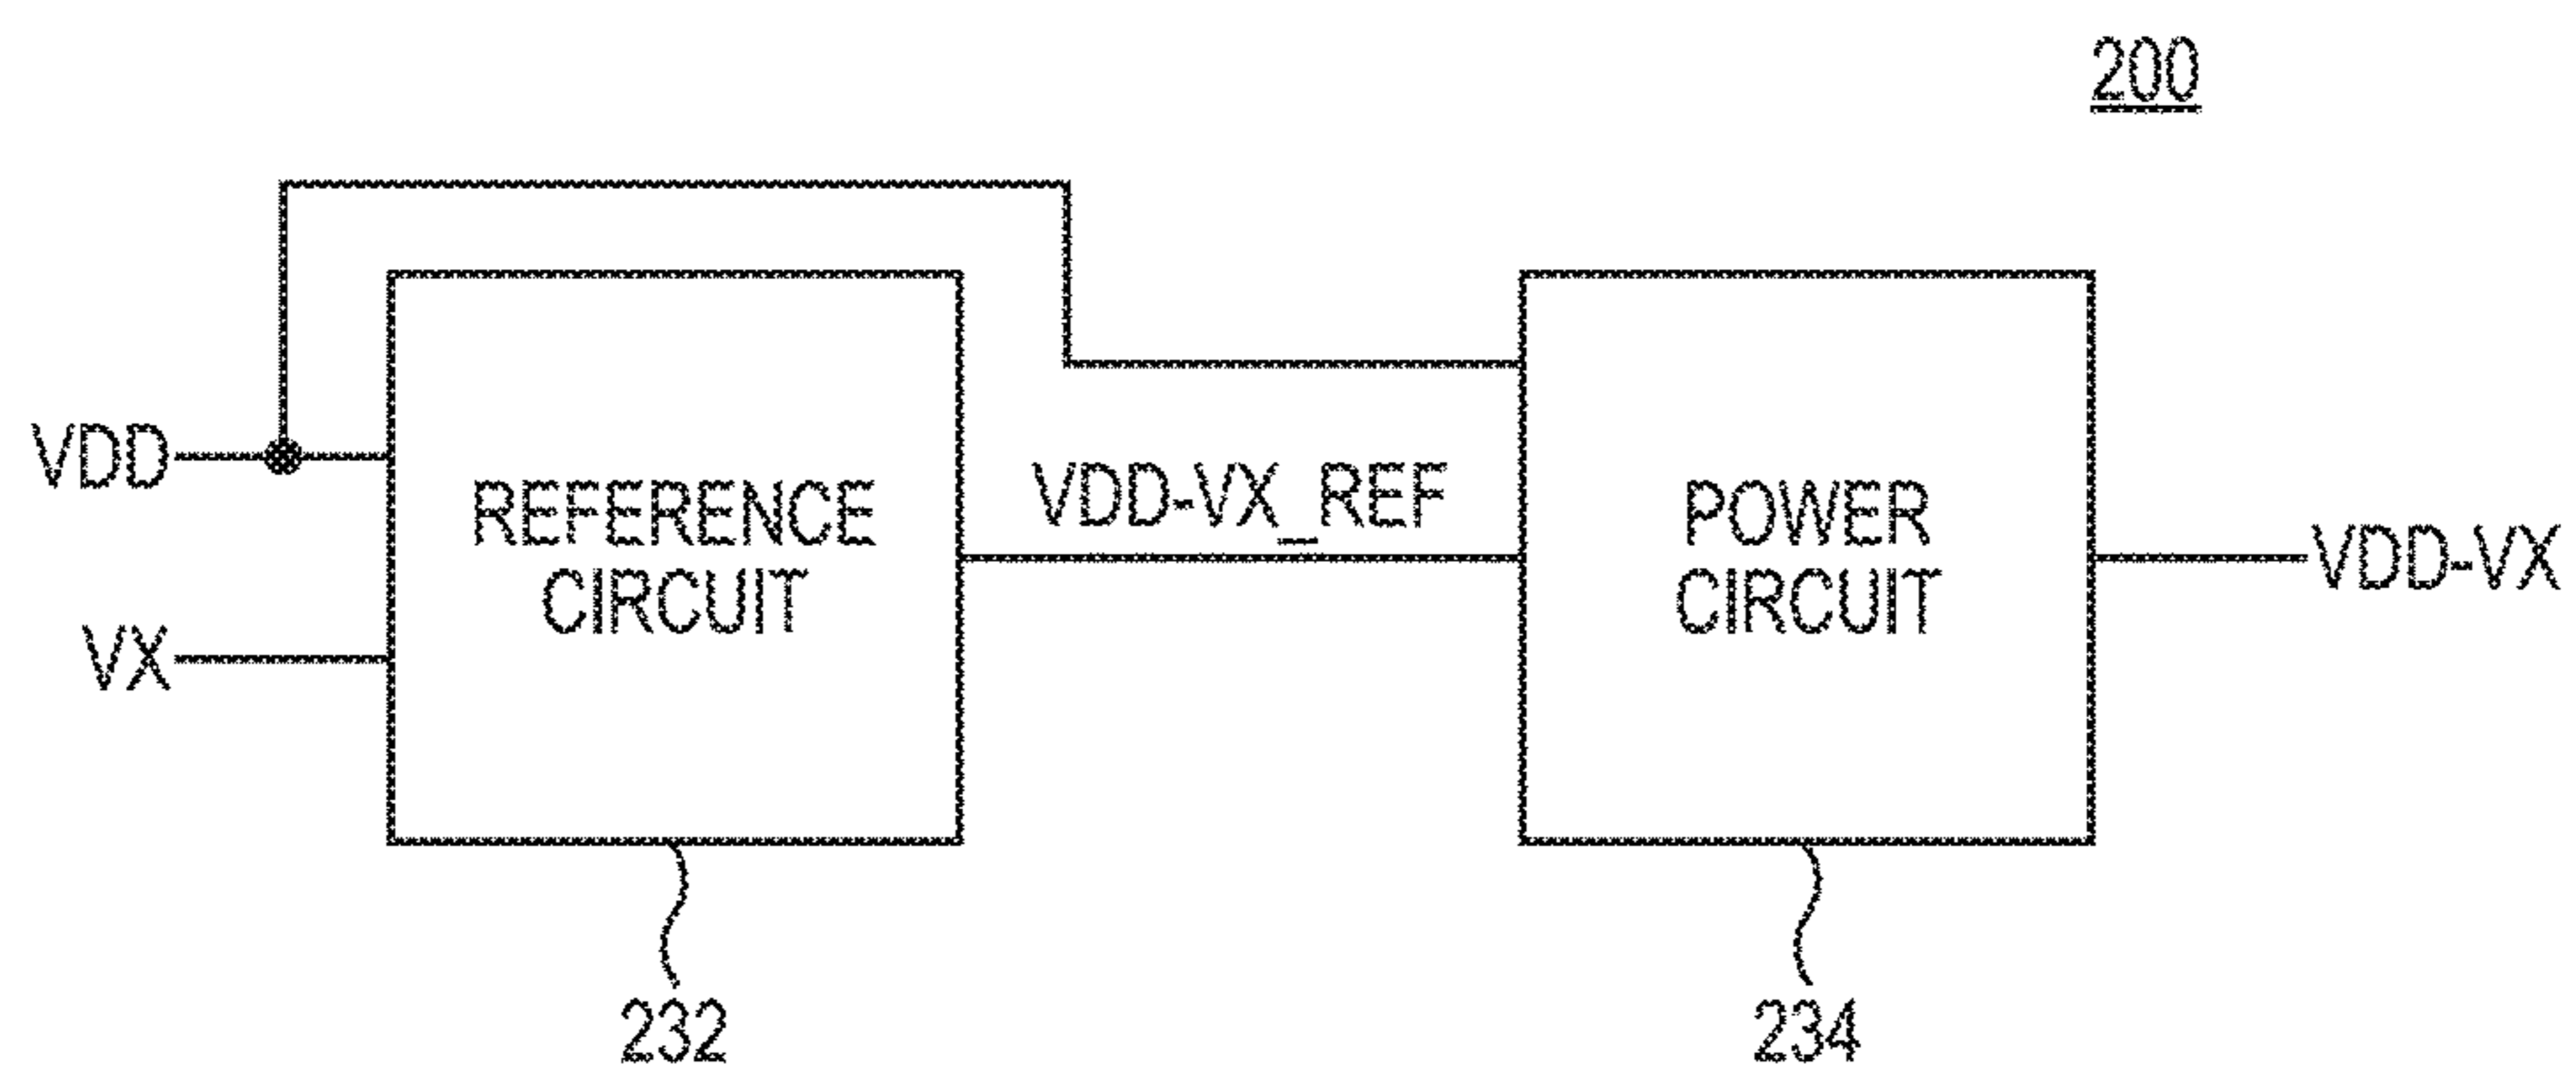 200
VDD
VX
REFERENCE
CIRCUIT
VDD-VX_REF
POWER
CIRCUIT
VDD-VX
232
234